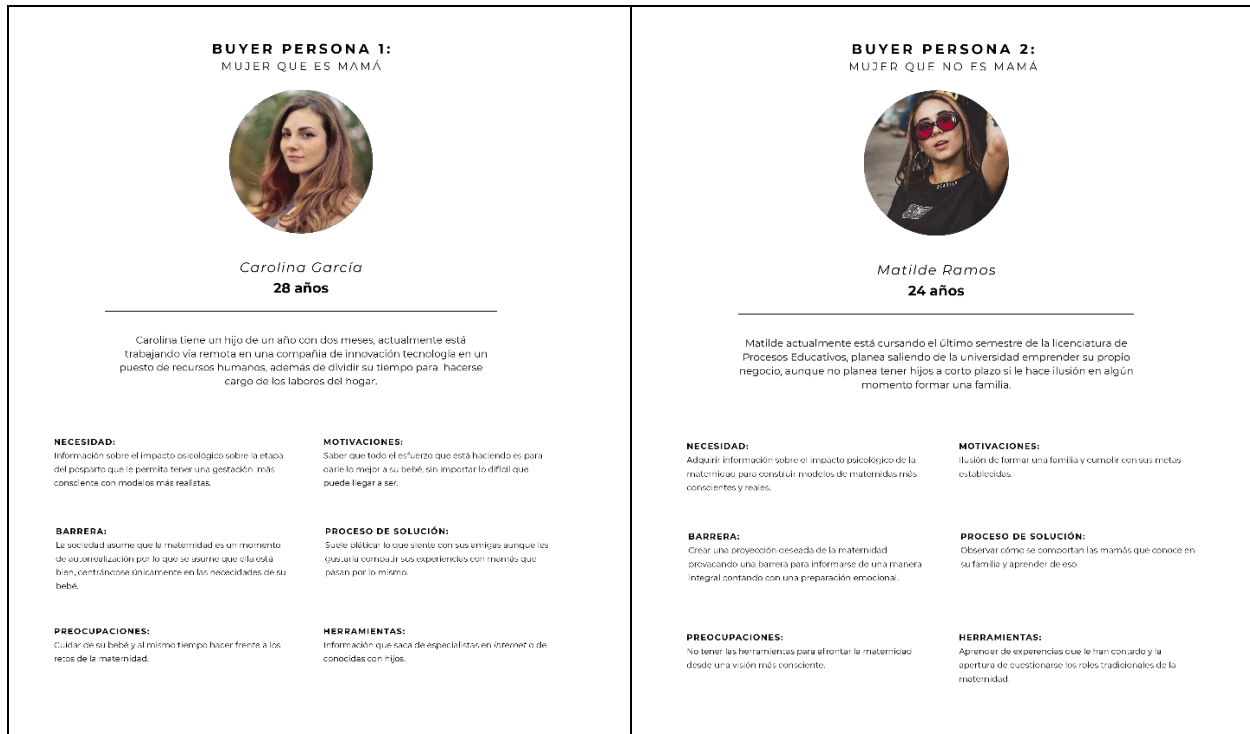 BUYER PERSONA 1:
MUJER QUE ES MAMÁ
Carolina García
28 años
Carolina tiene un hijo de un año con dos meses, actualmente está
trabajando vía remota en una compañia de innovación tecnología en un
puesto de recursos humanos, además de dividir su tiempo para hacerse
cargo de los labores del hogar.
NECESIDAD:
Información sobre el impacto psicológico sobre la etapa
del posparto que le permita tener una gestación más
consciente con modelos más realistas.
MOTIVACIONES:
Saber que todo el esfuerzo que está haciendo es para
darle lo mejor a su bebé, sin importar lo difícil que
puede llegar a ser.
BARRERA:
La sociedad asume que la maternidad es un momento
de autorrealización por lo que se asume que ella está
bien, centrándose únicamente en las nececidades de su
bebé.
PROCESO DE SOLUCIÓN:
Suele pláticar lo que siente con sus amigas aunque les
gustaría compatir sus experiencias con mamás que
pasan por lo mismo.
PREOCUPACIONES:
Cuidar de su bebé y al mismo tiempo hacer frente a los
retos de la maternidad.
HERRAMIENTAS:
Información que saca de especialistas en internet o de
conocidas con hijos.
BUYER PERSONA 2:
MUJER QUE NO ES MAMÁ
Matilde Ramos
24 años
Matilde actualmente está cursando el último semestre de la licenciatura de
Procesos Educativos, planea saliendo de la universidad emprender su propio
negocio, aunque no planea tener hijos a corto plazo si le hace ilusión en algún
momento formar una familia.
NECESIDAD:
Adquirir información sobre el impacto psicológico de la
maternidad para construir modelos de maternidas más
conscientes y reales.
MOTIVACIONES:
Ilusión de formar una familia y cumplir con sus metas
establecidas.
BARRERA:
Crear una proyección deseada de la maternidad
provacando una barrera para informarse de una manera
integral contando con una preparación emocional.
PROCESO DE SOLUCIÓN:
Observar cómo se comportan las mamás que conoce en
su familia y aprender de eso.
PREOCUPACIONES:
No tener las herramientas para afrontar la maternidad
desde una visión más consciente.
HERRAMIENTAS:
Aprender de experencias que le han contado y la
apertura de cuestionarse los roles tradicionales de la
maternidad.